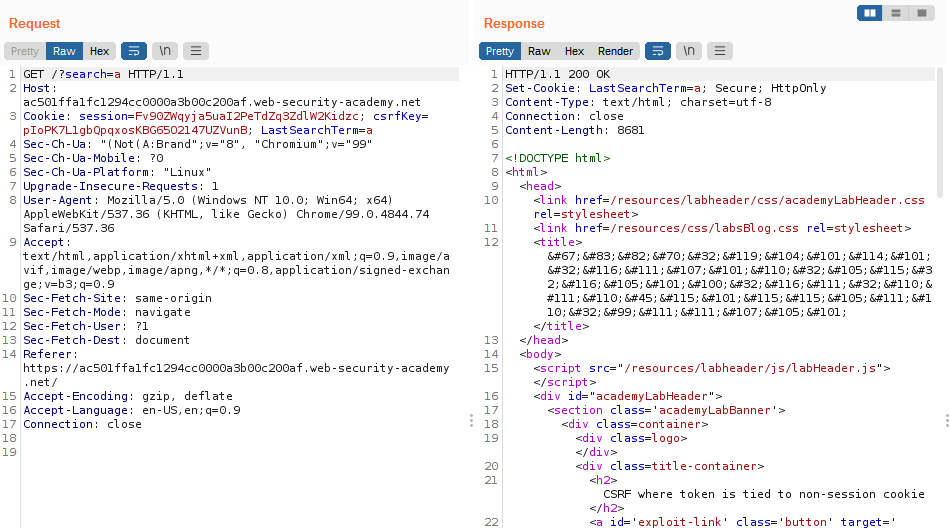 Request
Pretty Raw Hex \n
1 GET /?search=a HTTP/1.1
2 Host:
ac501ffa1fc1294cc0000a3b00c200af.web-security-academy.net
3 Cookie: session=Fv90ZWqyja5uaI2PeTdZq3ZdlW2Kidzc; csrfKey=
pIoPK7L1gbQpqxosKBG6502147UZVunB; LastSearchTerm=a
4 Sec-Ch-Ua: "(Not(A:Brand";v="8", "Chromium";v="99"
5 Sec-Ch-Ua-Mobile: ?0
6 Sec-Ch-Ua-Platform: "Linux"
7 Upgrade-Insecure-Requests: 1
8 User-Agent: Mozilla/5.0 (Windows NT 10.0; Win64; x64)
AppleWebKit/537.36 (KHTML, like Gecko) Chrome/99.0.4844.74
Safari/537.36
9 Accept:
text/html,application/xhtml+xml,application/xml;q=0.9,image/a
vif,image/webp,image/apng,*/*;q=0.8,application/signed-exchan
ge;v=b3;q=0.9
10 Sec-Fetch-Site: same-origin
11 Sec-Fetch-Mode: navigate
12 Sec-Fetch-User: ?1
13 Sec-Fetch-Dest: document
14 Referer:
https://ac501ffa1fc1294cc0000a3b00c200af.web-security-academy
.net/
15 Accept-Encoding: gzip, deflate
16 Accept-Language: en-US,en;q=0.9
17 Connection: close
18
19
Response
Pretty Raw Hex Render \n
1 HTTP/1.1 200 OK
2 Set-Cookie: LastSearchTerm=a; Secure; HttpOnly
3 Content-Type: text/html; charset=utf-8
4 Connection: close
5 Content-Length: 8681
6
7 <!DOCTYPE html>
8 <html>
9 <head>
10 <link href=/resources/labheader/css/academyLabHeader.css
rel=stylesheet>
11 <link href=/resources/css/labsBlog.css rel=stylesheet>
12 <title>
&#67;&#83;&#82;&#70;&#32;&#119;&#104;&#101;&#114;&#101;
&#32;&#116;&#111;&#107;&#101;&#110;&#32;&#105;&#115;&#3
2;&#116;&#105;&#101;&#100;&#32;&#116;&#111;&#32;&#110;&
#111;&#110;&#45;&#115;&#101;&#115;&#115;&#105;&#111;&#1
10;&#32;&#99;&#111;&#111;&#107;&#105;&#101;
</title>
13 </head>
14 <body>
15 <script src="/resources/labheader/js/labHeader.js">
</script>
16 <div id="academyLabHeader">
17 <section class='academyLabBanner'>
18 <div class=container>
19 <div class=logo>
</div>
20 <div class=title-container>
21 <h2>
CSRF where token is tied to non-session cookie
</h2>
22 <a id='exploit-link' class='button' target='